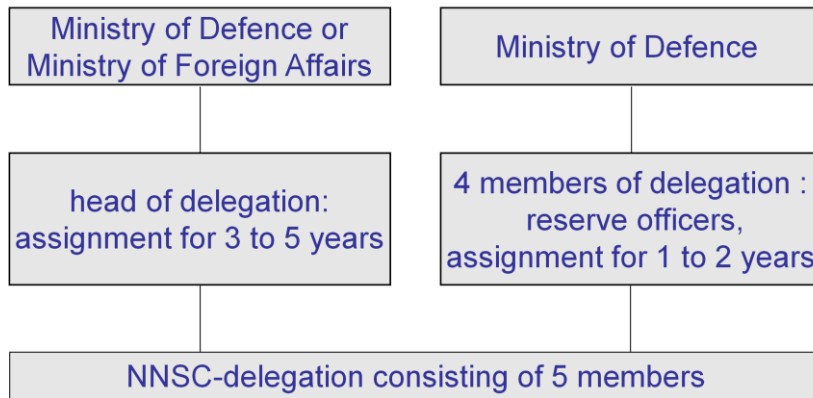 Ministry of Defence or
Ministry of Foreign Affairs
Ministry of Defence
head of delegation:
assignment for 3 to 5 years
4 members of delegation :
reserve officers,
assignment for 1 to 2 years
NNSC-delegation consisting of 5 members